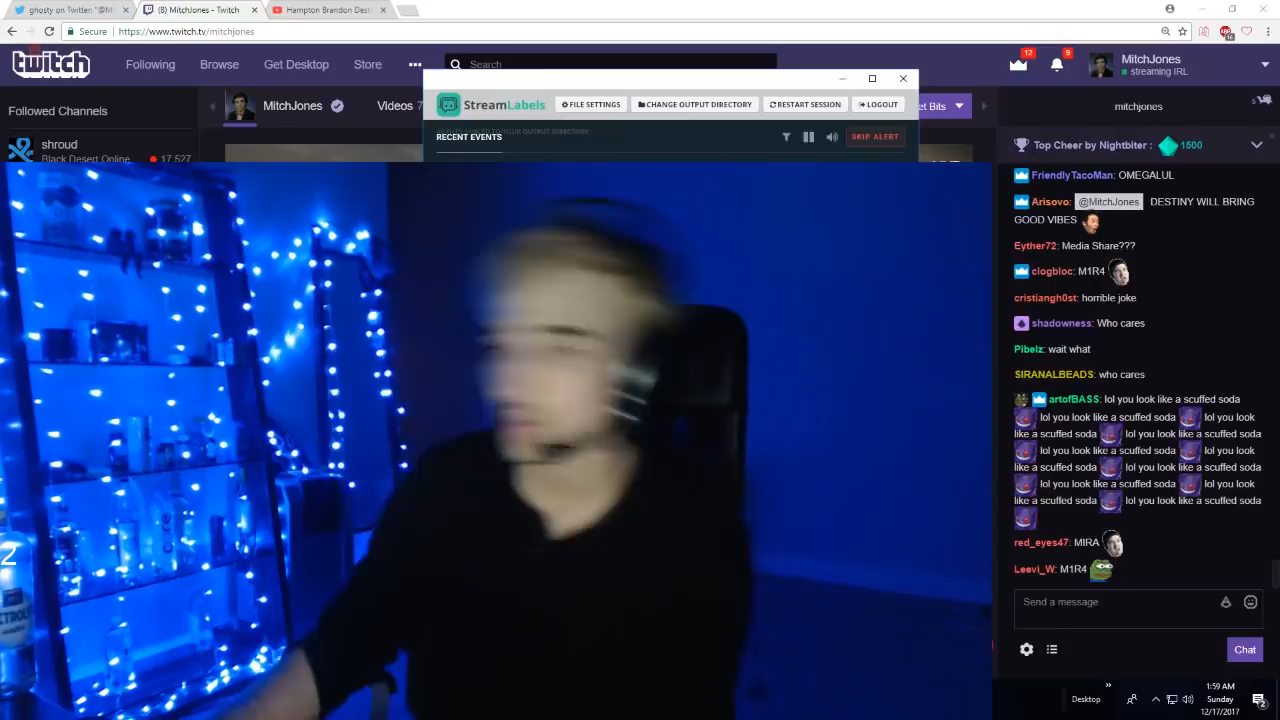 ghosty on Twitter "@Mi
(8) MitchJones - Twitch
Hampton Brandon Dest
Secure
https://www.twitch.tv/mitchjones
twitch
Following
Browse
Get Desktop
Store
Search
12
9
MitchJones
streaming IRL
Followed Channels
MitchJones
Videos 7
StreamLabels
FILE SETTINGS
CHANGE OUTPUT DIRECTORY
RESTART SESSION
LOGOUT
et Bits
mitchjones
shroud
Black Desert Online
17,527
RECENT EVENTS
SKIP ALERT
Top Cheer by Nightbiter :
1500
FriendlyTacoMan: OMEGALUL
Arisovo: @MitchJones DESTINY WILL BRING
GOOD VIBES
Eyther72: Media Share???
clogbloc: M1R4
cristiangh0st: horrible joke
shadowness: Who cares
Pibelz: wait what
SIRANALBEADS: who cares
artofBASS: lol you look like a scuffed soda
lol you look like a scuffed soda lol you look
like a scuffed soda lol you look like a scuffed soda
lol you look like a scuffed soda lol you look
like a scuffed soda lol you look like a scuffed soda
lol you look like a scuffed soda lol you look
like a scuffed soda lol you look like a scuffed soda
red_eyes47: MIRA
Leevi_W: M1R4
2
Send a message
Chat
Desktop
1:59 AM
Sunday
12/17/2017
2